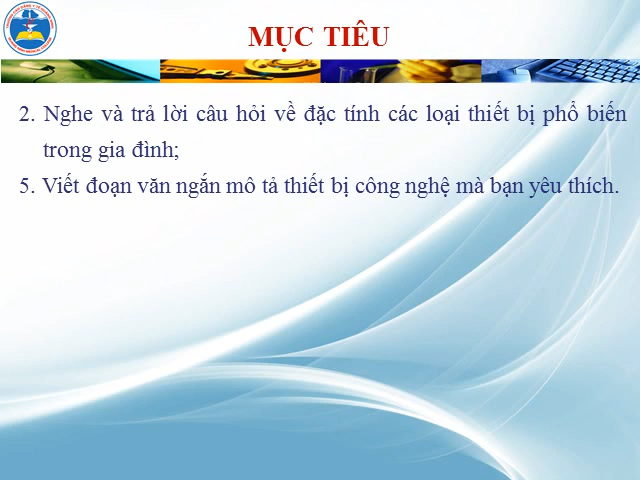 MỤC TIÊU
2. Nghe và trả lời câu hỏi về đặc tính các loại thiết bị phổ biến
trong gia đình;
5. Viết đoạn văn ngắn mô tả thiết bị công nghệ mà bạn yêu thích.